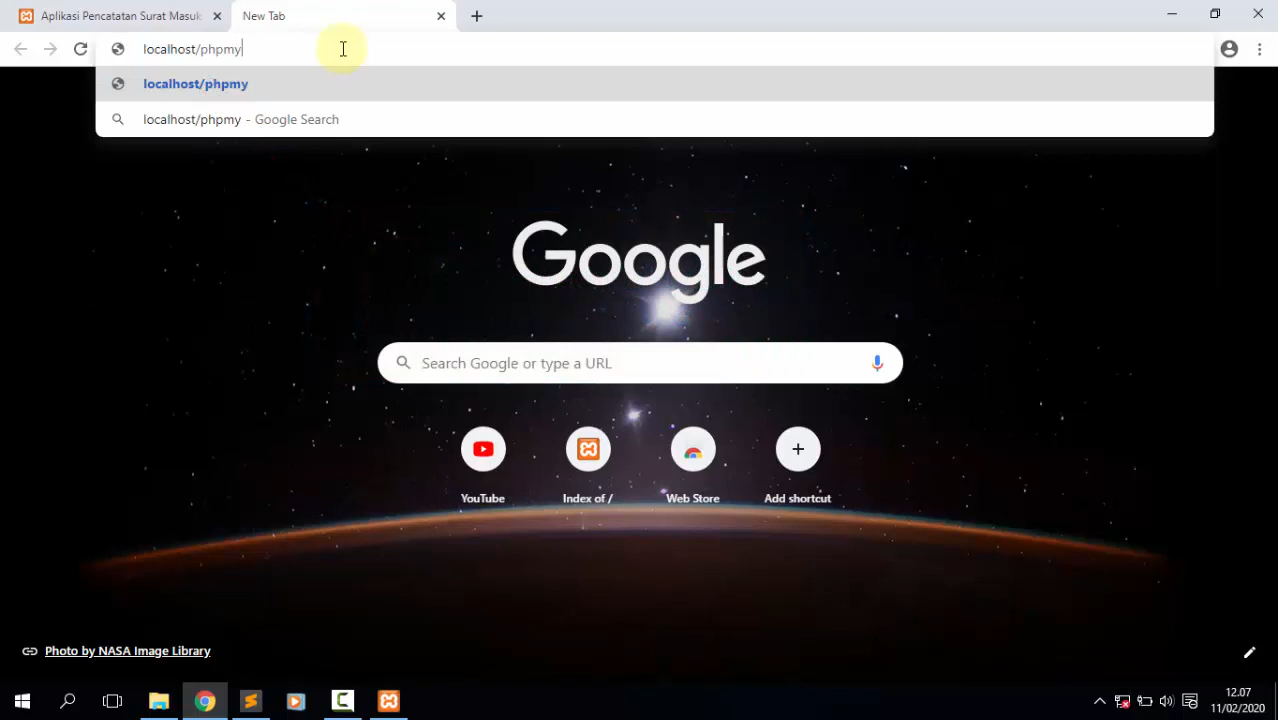 Aplikasi Pencatatan Surat Masuk
New Tab
localhost/phpmy
localhost/phpmy
localhost/phpmy - Google Search
Google
Search Google or type a URL
YouTube
Index of /
Web Store
Add shortcut
Photo by NASA Image Library
12.07
11/02/2020